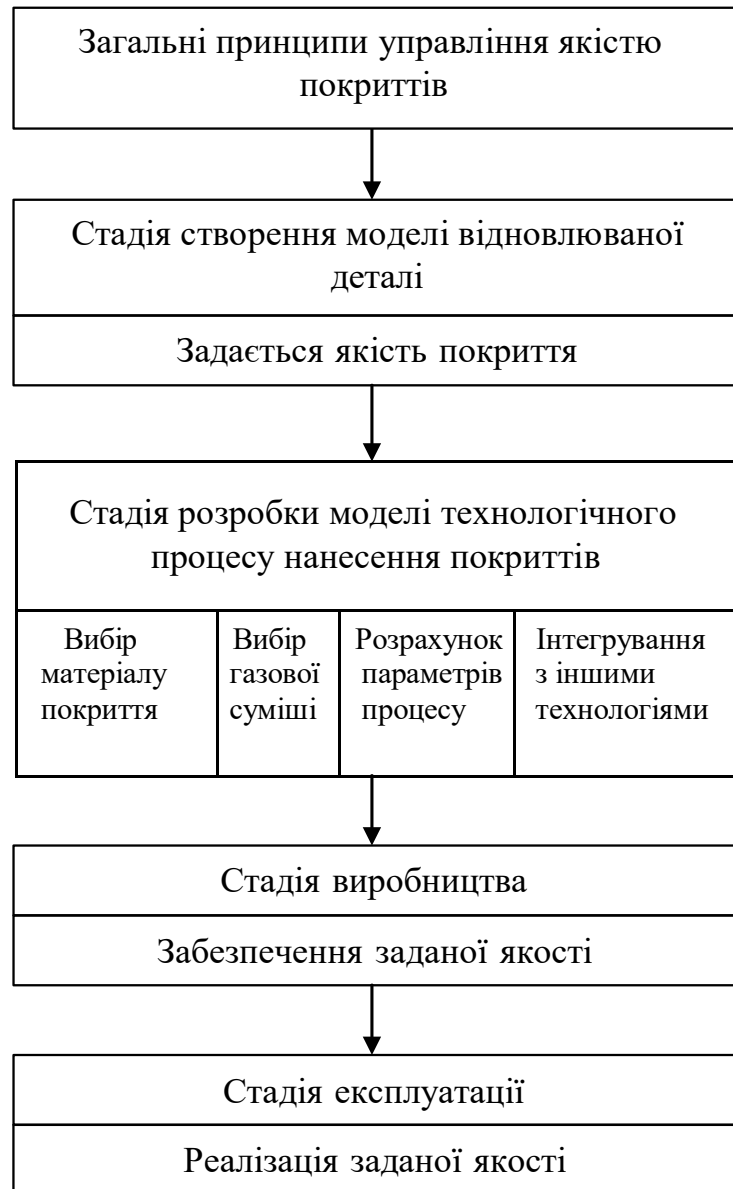 Загальні принципи управління якістю
покриттів
Стадія створення моделі відновлюваної
деталі
Задається якість покриття
Стадія розробки моделі технологічного
процесу нанесення покриттів
Вибір
матеріалу
покриття
Вибір
газової
суміші
Розрахунок
параметрів
процесу
Інтегрування
з іншими
технологіями
Стадія виробництва
Забезпечення заданої якості
Стадія експлуатації
Реалізація заданої якості